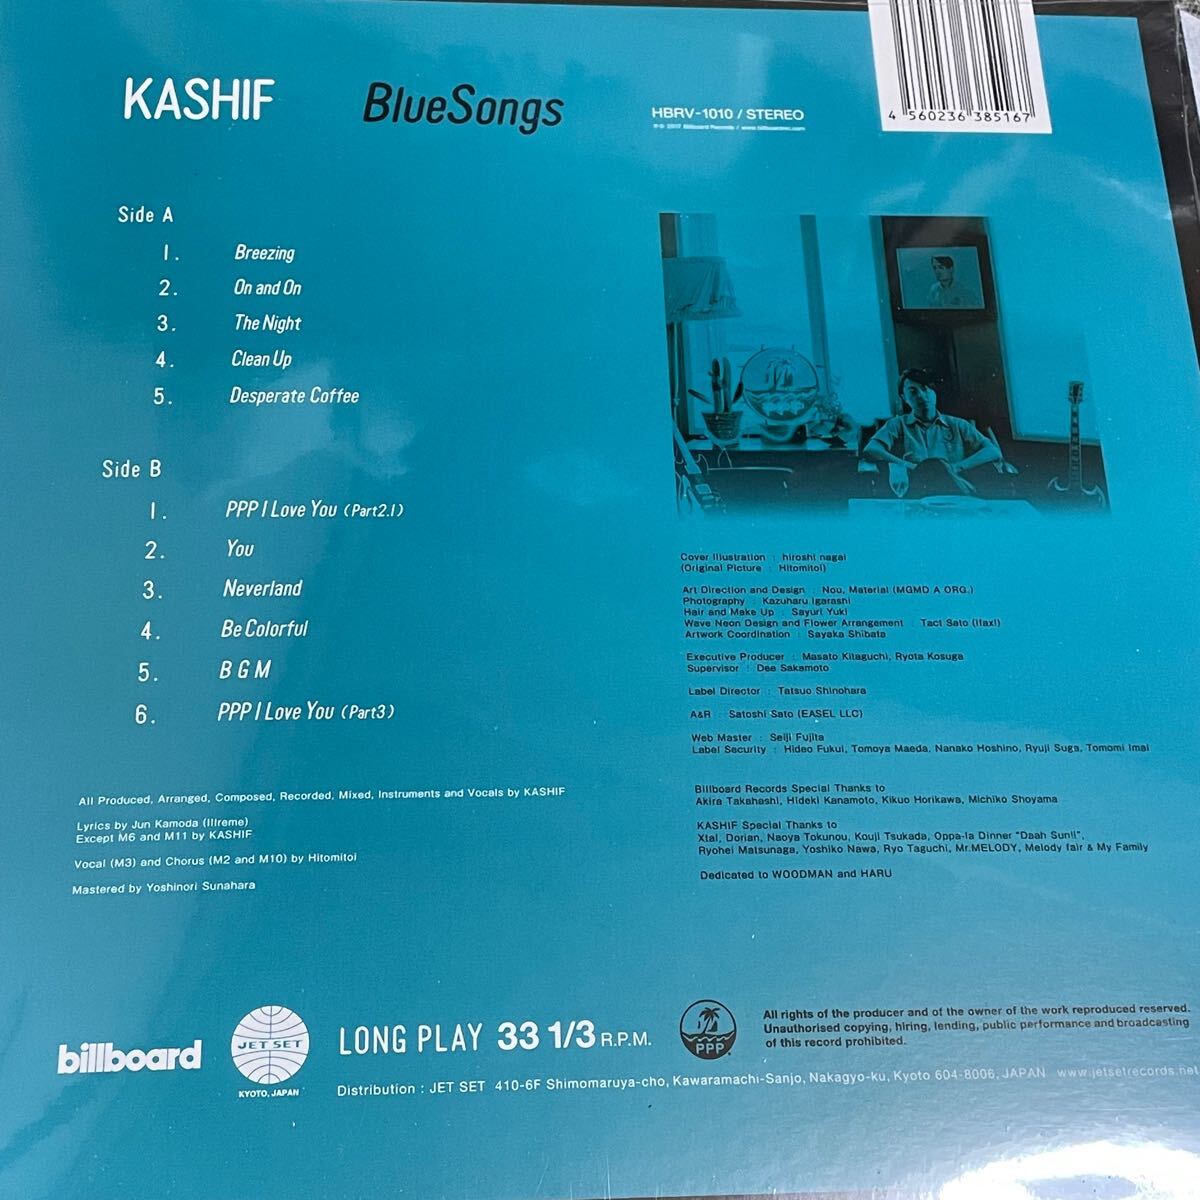 KASHIF
BlueSongs
HBRV-1010 / STEREO
℗© 2017 Billboard Records / www.billboardrec.com
4 560236 385167
Side A
1. Breezing
2. On and On
3. The Night
4. Clean Up
5. Desperate Coffee
Side B
1. PPP I Love You (Part2.1)
2. You
3. Neverland
4. Be Colorful
5. B G M
6. PPP I Love You (Part3)
All Produced, Arranged, Composed, Recorded, Mixed, Instruments and Vocals by KASHIF
Lyrics by Jun Kamoda (Illreme)
Except M6 and M11 by KASHIF
Vocal (M3) and Chorus (M2 and M10) by Hitomitoi
Mastered by Yoshinori Sunahara
Cover Illustration : hiroshi nagai
(Original Picture : Hitomitoi)
Art Direction and Design : Nou, Material (MGMD A ORG.)
Photography : Kazuharu Igarashi
Hair and Make Up : Sayuri Yuki
Wave Neon Design and Flower Arrangement : Taci Sato (Ifax!)
Artwork Coordination : Sayaka Shibata
Executive Producer : Masato Kitaguchi, Ryota Kosuga
Supervisor : Dee Sakamoto
Label Director : Tatsuo Shinohara
A&R : Satoshi Sato (EASEL LLC)
Web Master : Seiji Fujita
Label Security : Hideo Fukui, Tomoya Maeda, Nanako Hoshino, Ryuji Suga, Tomomi Imai
Billboard Records Special Thanks to
Akira Takahashi, Hideki Kanamoto, Kikuo Horikawa, Michiko Shoyama
KASHIF Special Thanks to
Xtal, Dorian, Naoya Tokunou, Kouji Tsukada, Oppa-la Dinner "Daah Sun!!",
Ryohei Matsunaga, Yoshiko Nawa, Ryo Taguchi, Mr.MELODY, Melody fair & My Family
Dedicated to WOODMAN and HARU
billboard
JET SET
KYOTO, JAPAN
LONG PLAY 33 1/3 R.P.M.
PPP
All rights of the producer and of the owner of the work reproduced reserved.
Unauthorised copying, hiring, lending, public performance and broadcasting
of this record prohibited.
Distribution : JET SET 410-6F Shimomaruya-cho, Kawaramachi-Sanjo, Nakagyo-ku, Kyoto 604-8006, JAPAN www.jetsetrecords.net